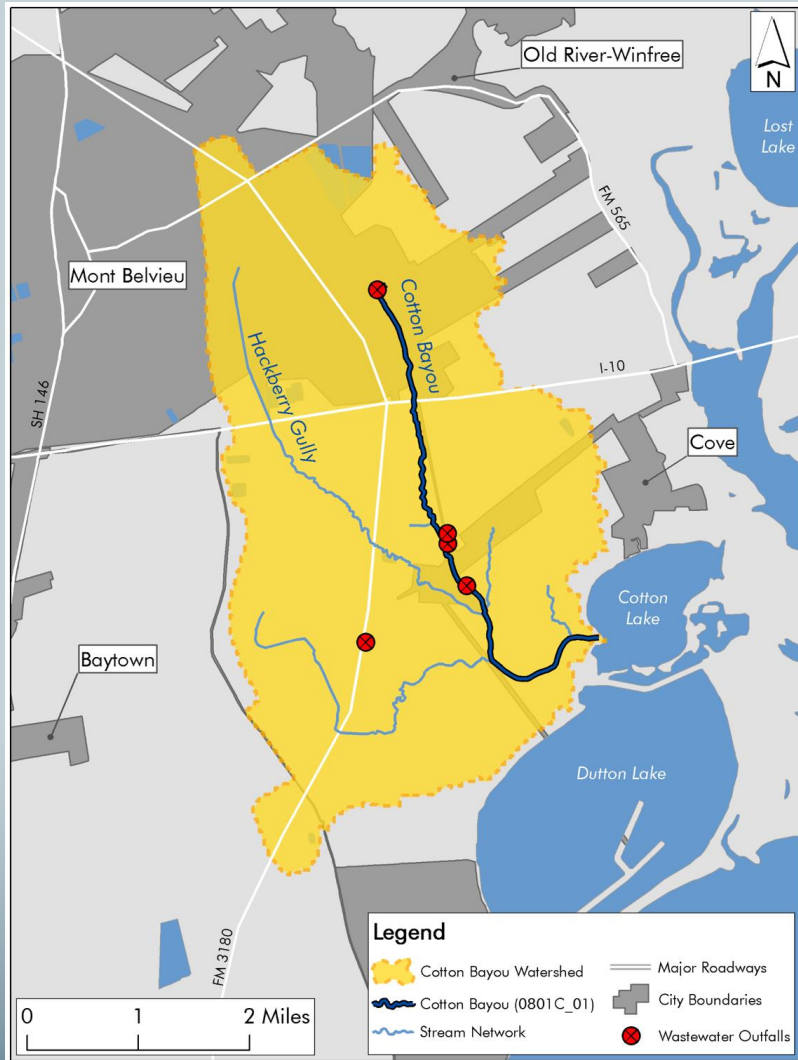 Old River-Winfree
N
Lost
Lake
FM 565
Mont Belvieu
Cotton Bayou
Hackberry Gully
I-10
SH 146
Cove
Cotton
Lake
Baytown
Dutton Lake
FM 3180
0 1 2 Miles
Legend
Cotton Bayou Watershed
Cotton Bayou (0801C_01)
Stream Network
Major Roadways
City Boundaries
Wastewater Outfalls